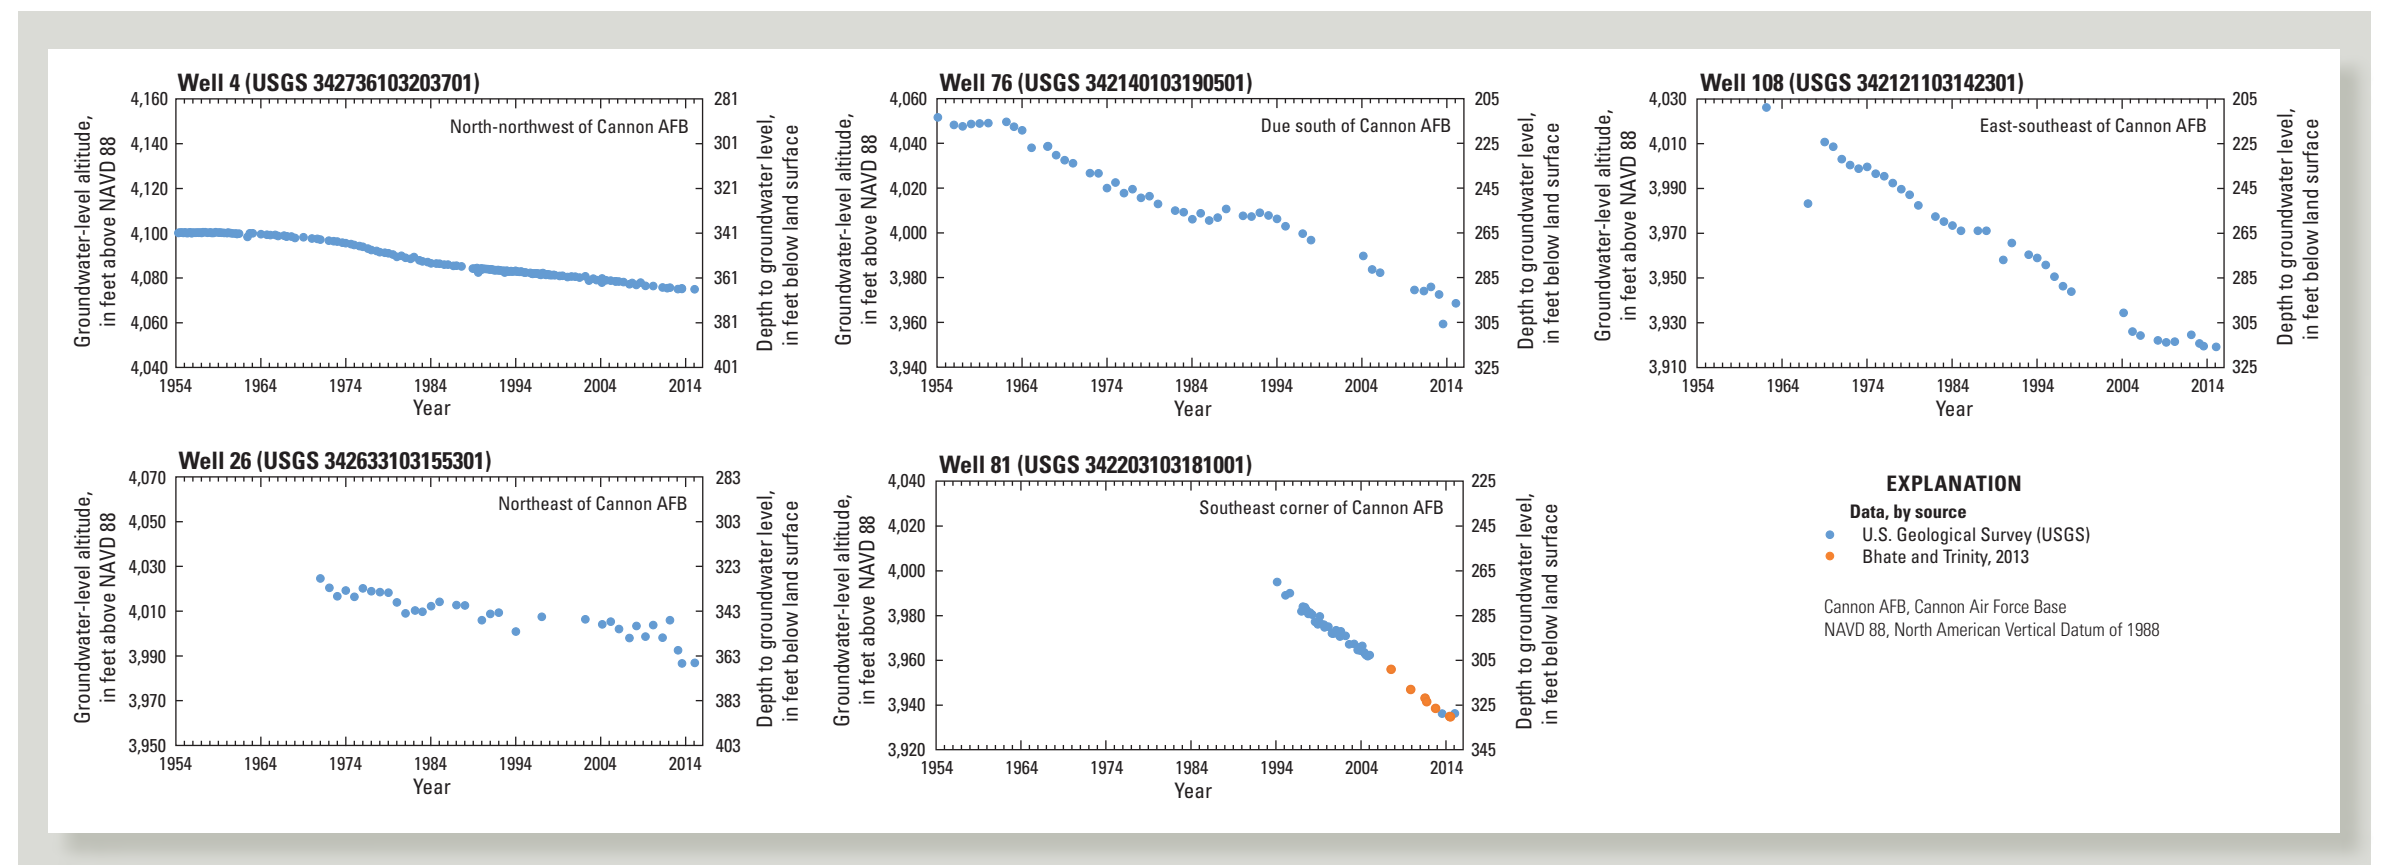 Well 4 (USGS 342736103203701)
North-northwest of Cannon AFB
Groundwater-level altitude,
in feet above NAVD 88
4,160
4,140
4,120
4,100
4,080
4,060
4,040
281
301
321
341
361
381
401
Depth to groundwater level,
in feet below land surface
1954 1964 1974 1984 1994 2004 2014
Year
Well 76 (USGS 342140103190501)
Due south of Cannon AFB
Groundwater-level altitude,
in feet above NAVD 88
4,060
4,040
4,020
4,000
3,980
3,960
3,940
205
225
245
265
285
305
325
Depth to groundwater level,
in feet below land surface
1954 1964 1974 1984 1994 2004 2014
Year
Well 108 (USGS 342121103142301)
East-southeast of Cannon AFB
Groundwater-level altitude,
in feet above NAVD 88
4,030
4,010
3,990
3,970
3,950
3,930
3,910
205
225
245
265
285
305
325
Depth to groundwater level,
in feet below land surface
1954 1964 1974 1984 1994 2004 2014
Year
Well 26 (USGS 342633103155301)
Northeast of Cannon AFB
Groundwater-level altitude,
in feet above NAVD 88
4,070
4,050
4,030
4,010
3,990
3,970
3,950
283
303
323
343
363
383
403
Depth to groundwater level,
in feet below land surface
1954 1964 1974 1984 1994 2004 2014
Year
Well 81 (USGS 342203103181001)
Southeast corner of Cannon AFB
Groundwater-level altitude,
in feet above NAVD 88
4,040
4,020
4,000
3,980
3,960
3,940
3,920
225
245
265
285
305
325
345
Depth to groundwater level,
in feet below land surface
1954 1964 1974 1984 1994 2004 2014
Year
EXPLANATION
Data, by source
U.S. Geological Survey (USGS)
Bhate and Trinity, 2013
Cannon AFB, Cannon Air Force Base
NAVD 88, North American Vertical Datum of 1988